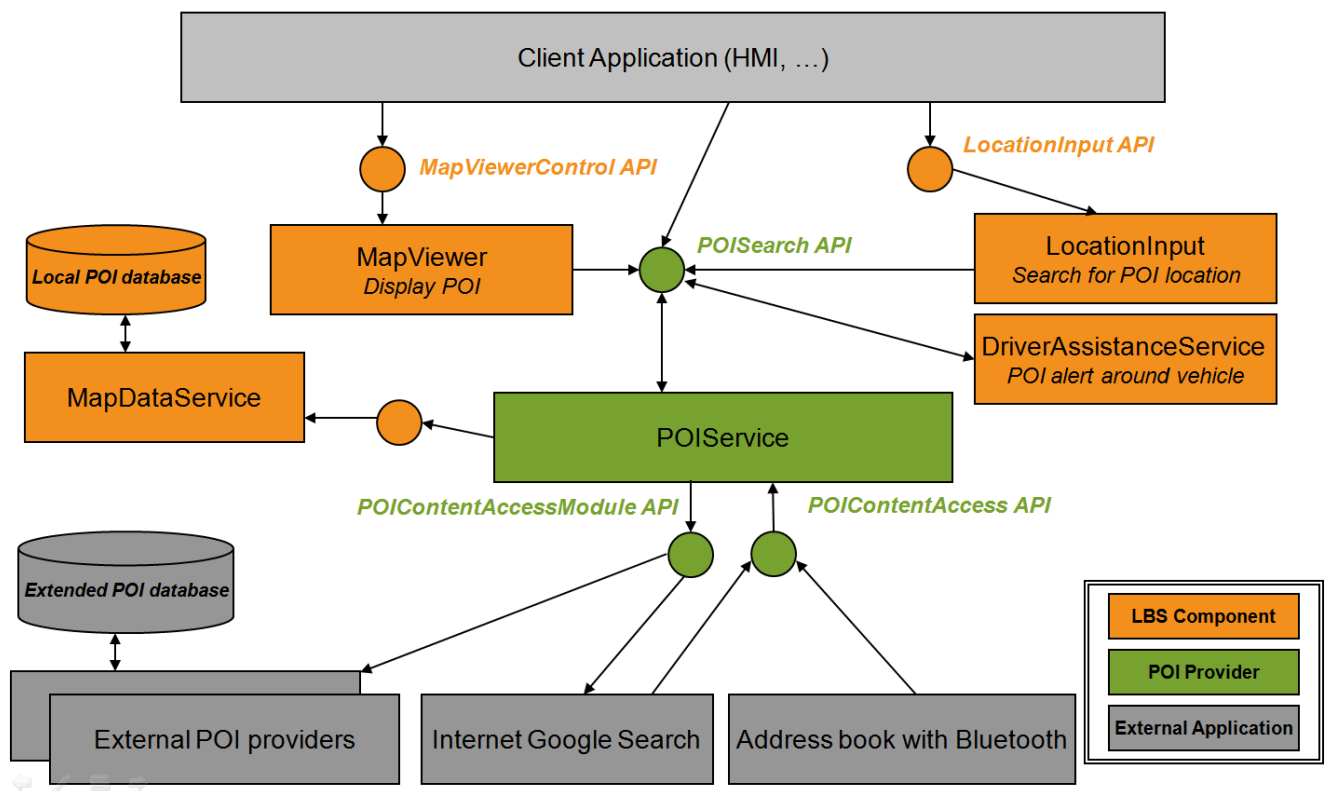 Client Application (HMI, …)
MapViewerControl API
LocationInput API
Local POI database
MapViewer
Display POI
POISearch API
LocationInput
Search for POI location
DriverAssistanceService
POI alert around vehicle
MapDataService
POIService
POIContentAccessModule API
POIContentAccess API
Extended POI database
LBS Component
POI Provider
External Application
External POI providers
Internet Google Search
Address book with Bluetooth